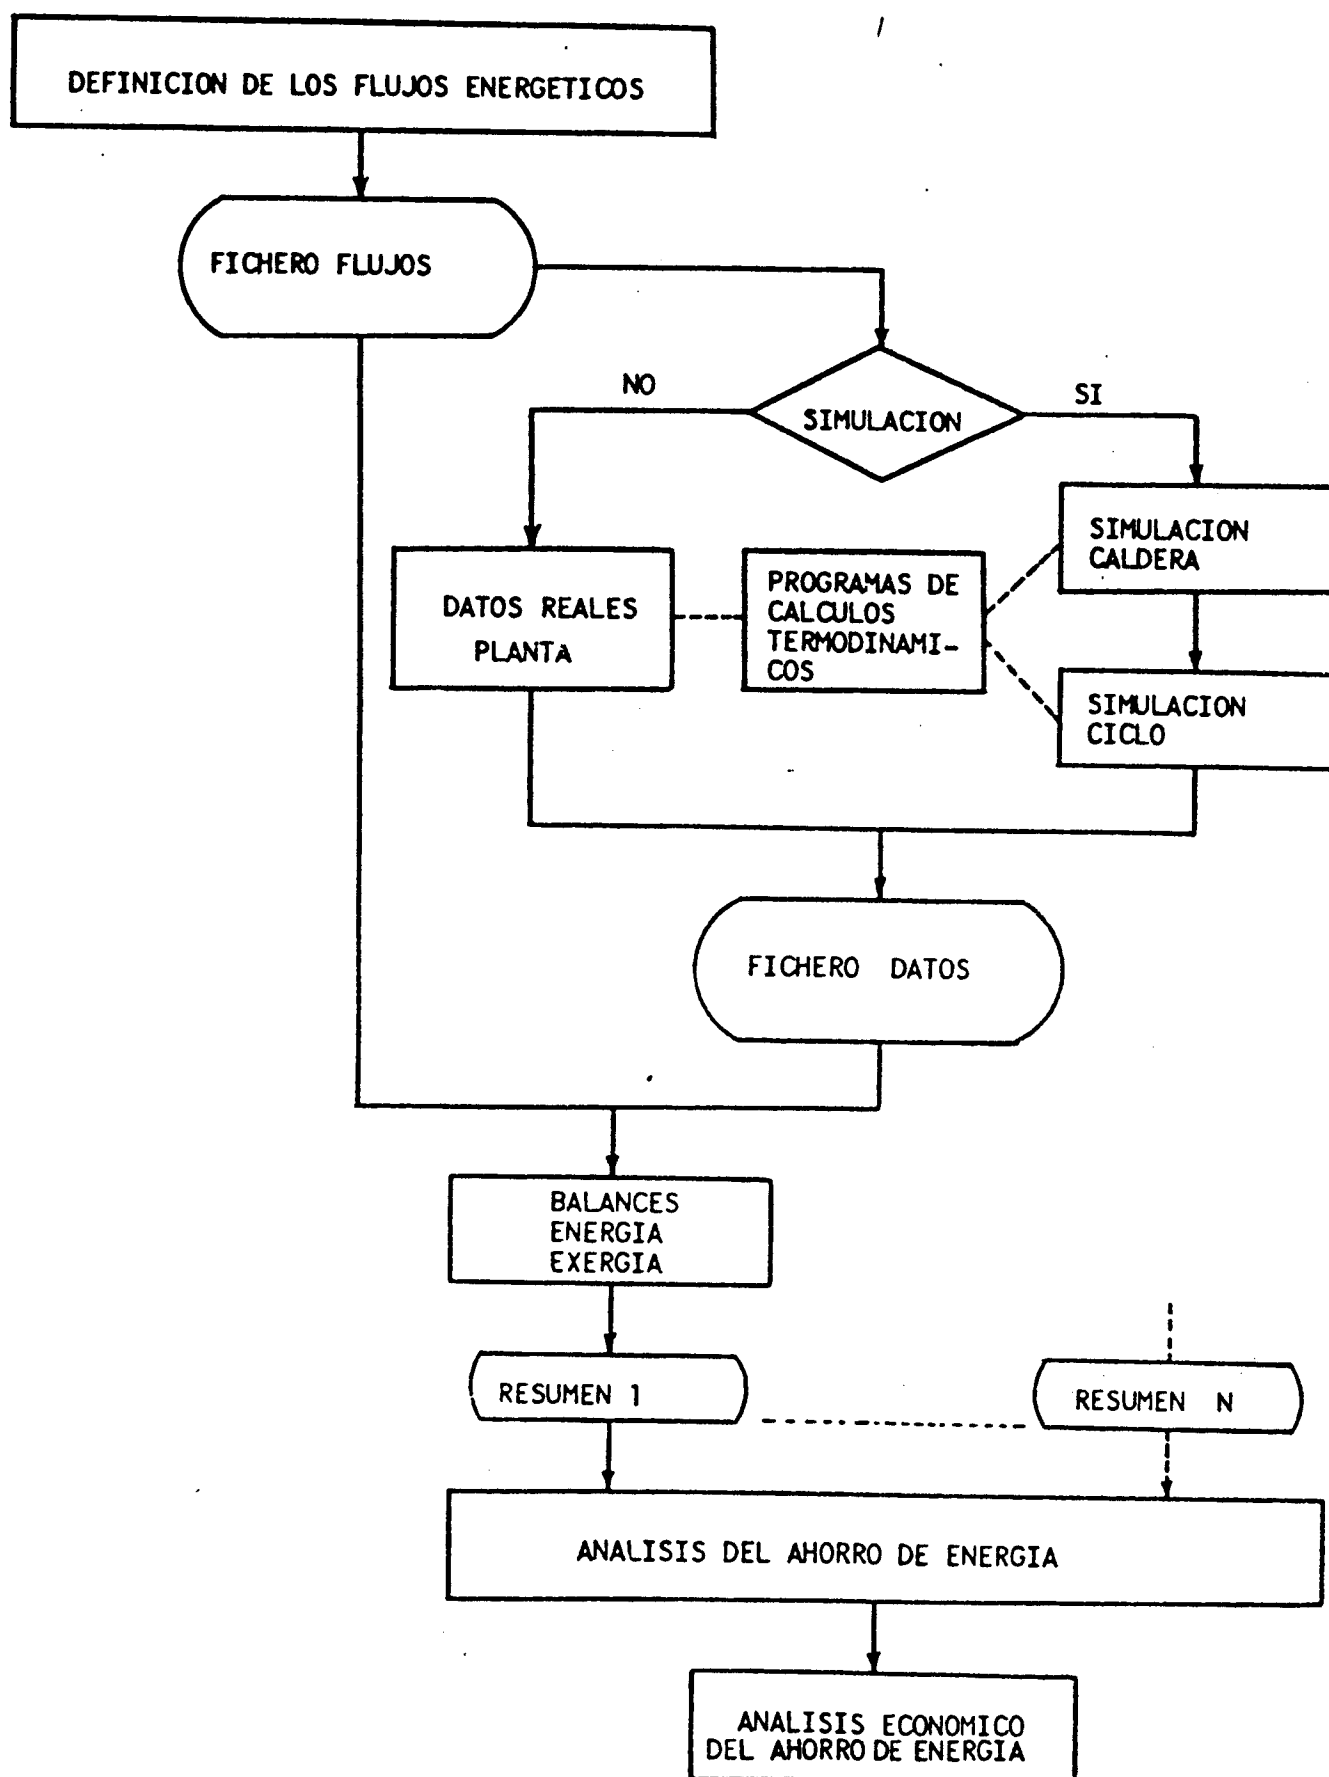 DEFINICION DE LOS FLUJOS ENERGETICOS
FICHERO FLUJOS
NO
SI
SIMULACION
SIMULACION
CALDERA
DATOS REALES
PLANTA
PROGRAMAS DE
CALCULOS
TERMODINAMI-
COS
SIMULACION
CICLO
FICHERO DATOS
BALANCES
ENERGIA
EXERGIA
RESUMEN 1
RESUMEN N
ANALISIS DEL AHORRO DE ENERGIA
ANALISIS ECONOMICO
DEL AHORRO DE ENERGIA